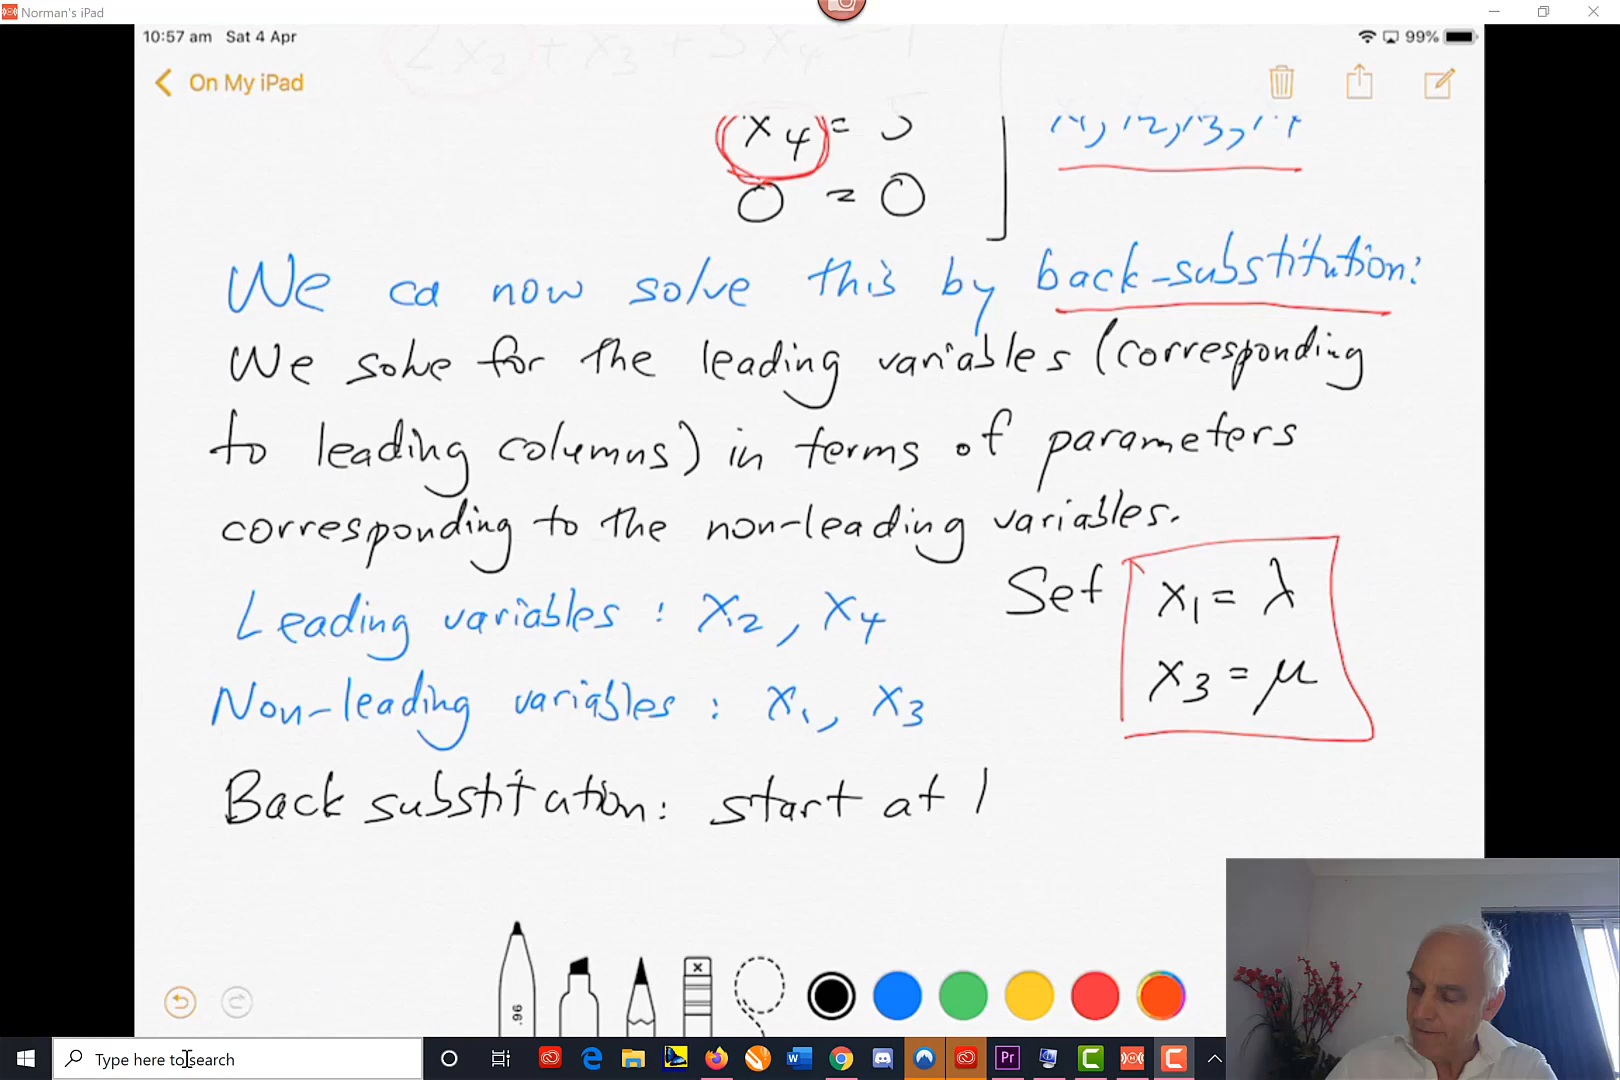 Norman's iPad
10:57 am Sat 4 Apr
99%
2x2 + x3 +
On My iPad
x4 =
0 = 0
We ca now solve this by back-substitution:
We solve for the leading variables (corresponding
to leading columns) in terms of parameters
corresponding to the non-leading variables.
Set x1 = λ
Leading variables : x2, x4
x3 = μ
Non-leading variables : x1, x3
Back substitution: start at
.96
Type here to search